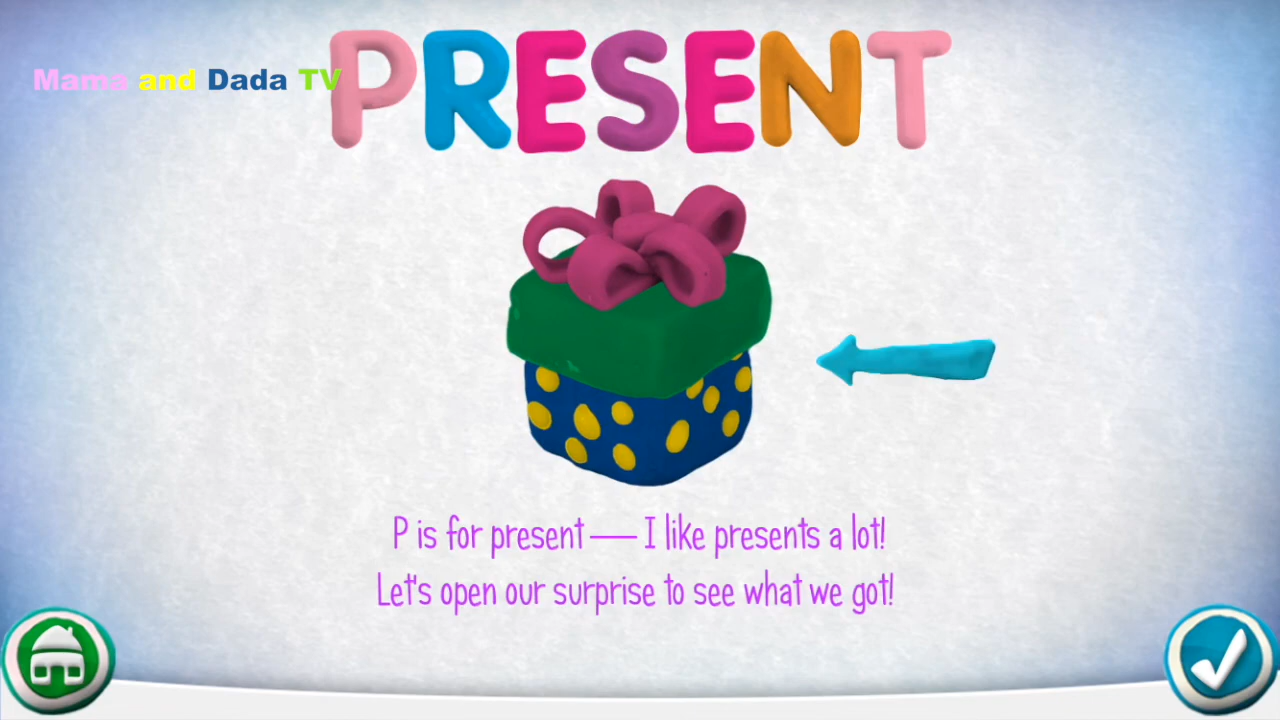 PRESENT
Mama and Dada TV
P is for present — I like presents a lot!
Let's open our surprise to see what we got!